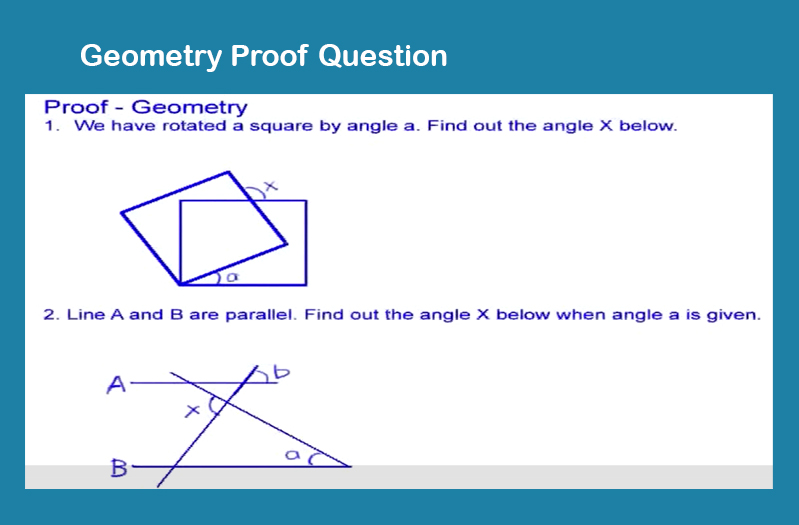 Geometry Proof Question
Proof - Geometry
1. We have rotated a square by angle a. Find out the angle X below.
x
a
2. Line A and B are parallel. Find out the angle X below when angle a is given.
b
A
x
a
B